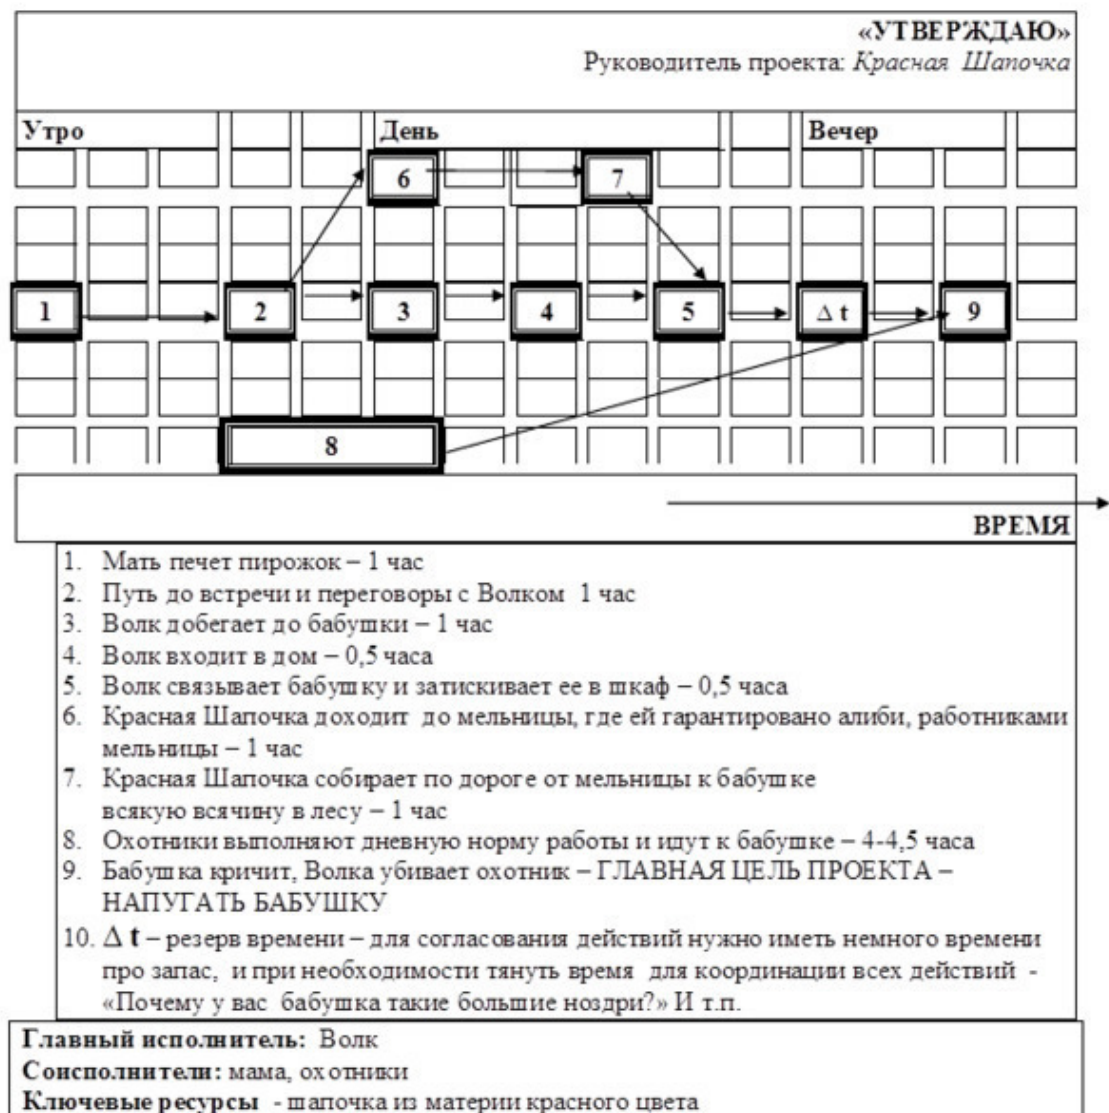 «УТВЕРЖДАЮ»
Руководитель проекта: Красная Шапочка
Утро День Вечер
6 7
1 2 3 4 5 Δ t 9
8
ВРЕМЯ
1. Мать печет пирожок – 1 час
2. Путь до встречи и переговоры с Волком 1 час
3. Волк добегает до бабушки – 1 час
4. Волк входит в дом – 0,5 часа
5. Волк связывает бабушку и затискивает ее в шкаф – 0,5 часа
6. Красная Шапочка доходит до мельницы, где ей гарантировано алиби, работниками
мельницы – 1 час
7. Красная Шапочка собирает по дороге от мельницы к бабушке
всякую всячину в лесу – 1 час
8. Охотники выполняют дневную норму работы и идут к бабушке – 4-4,5 часа
9. Бабушка кричит, Волка убивает охотник – ГЛАВНАЯ ЦЕЛЬ ПРОЕКТА –
НАПУГАТЬ БАБУШКУ
10. Δ t – резерв времени – для согласования действий нужно иметь немного времени
про запас, и при необходимости тянуть время для координации всех действий -
«Почему у вас бабушка такие большие ноздри?» И т.п.
Главный исполнитель: Волк
Соисполнители: мама, охотники
Ключевые ресурсы - шапочка из материи красного цвета